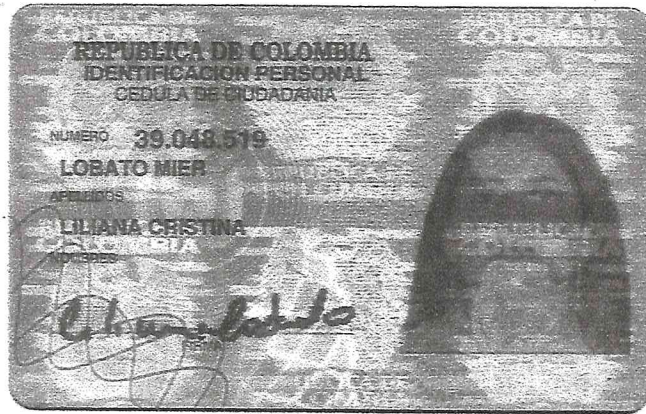 REPUBLICA DE COLOMBIA
IDENTIFICACION PERSONAL
CEDULA DE CIUDADANIA
NUMERO 39.048.519
LOBATO MIER
APELLIDOS
LILIANA CRISTINA
NOMBRES